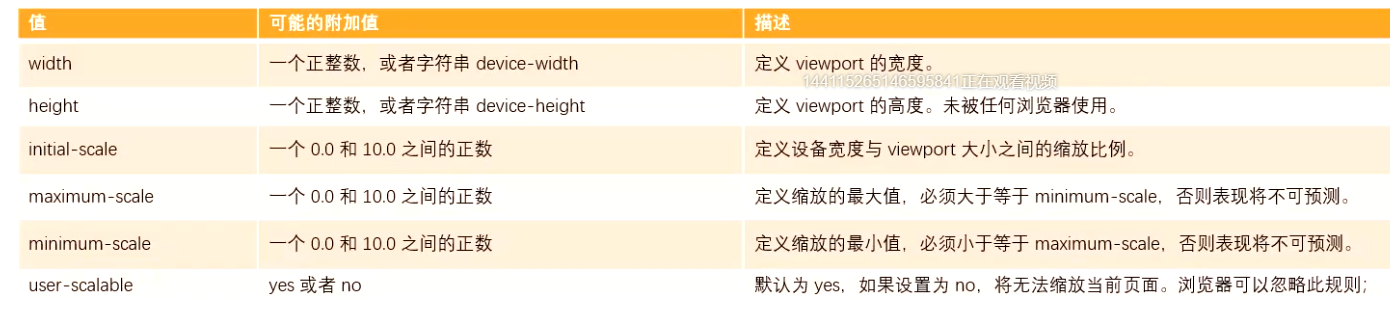 值 可能的附加值 描述
width 一个正整数，或者字符串 device-width 定义 viewport 的宽度。
144115265146595841正在观看视频
height 一个正整数，或者字符串 device-height 定义 viewport 的高度。未被任何浏览器使用。
initial-scale 一个 0.0 和 10.0 之间的正数 定义设备宽度与 viewport 大小之间的缩放比例。
maximum-scale 一个 0.0 和 10.0 之间的正数 定义缩放的最大值，必须大于等于 minimum-scale，否则表现将不可预测。
minimum-scale 一个 0.0 和 10.0 之间的正数 定义缩放的最小值，必须小于等于 maximum-scale，否则表现将不可预测。
user-scalable yes 或者 no 默认为 yes，如果设置为 no，将无法缩放当前页面。浏览器可以忽略此规则；